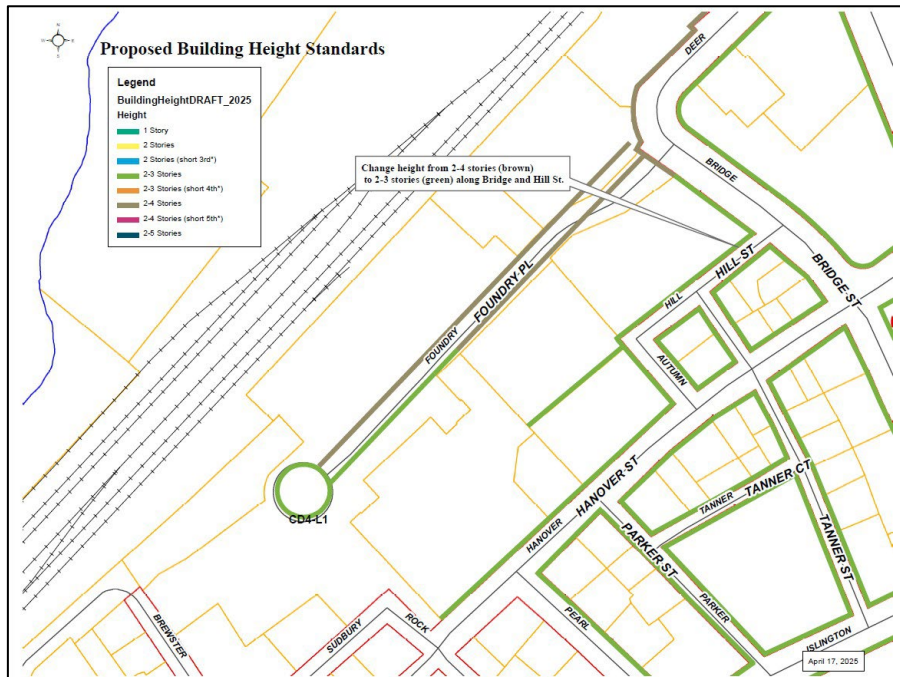 N
W
E
S
Proposed Building Height Standards
Legend
BuildingHeightDRAFT_2025
Height
1 Story
2 Stories
2 Stories (short 3rd*)
2-3 Stories
2-3 Stories (short 4th*)
2-4 Stories
2-4 Stories (short 5th*)
2-5 Stories
DEER
Change height from 2-4 stories (brown)
to 2-3 stories (green) along Bridge and Hill St.
BRIDGE
BRIDGE ST
HILL ST
HILL
FOUNDRY PL
FOUNDRY
AUTUMN
CD4-L1
HANOVER ST
HANOVER
TANNER CT
TANNER
TANNER ST
PARKER ST
PARKER
PEARL
ISLINGTON
ROCK
SUDBURY
BREWSTER
April 17, 2025